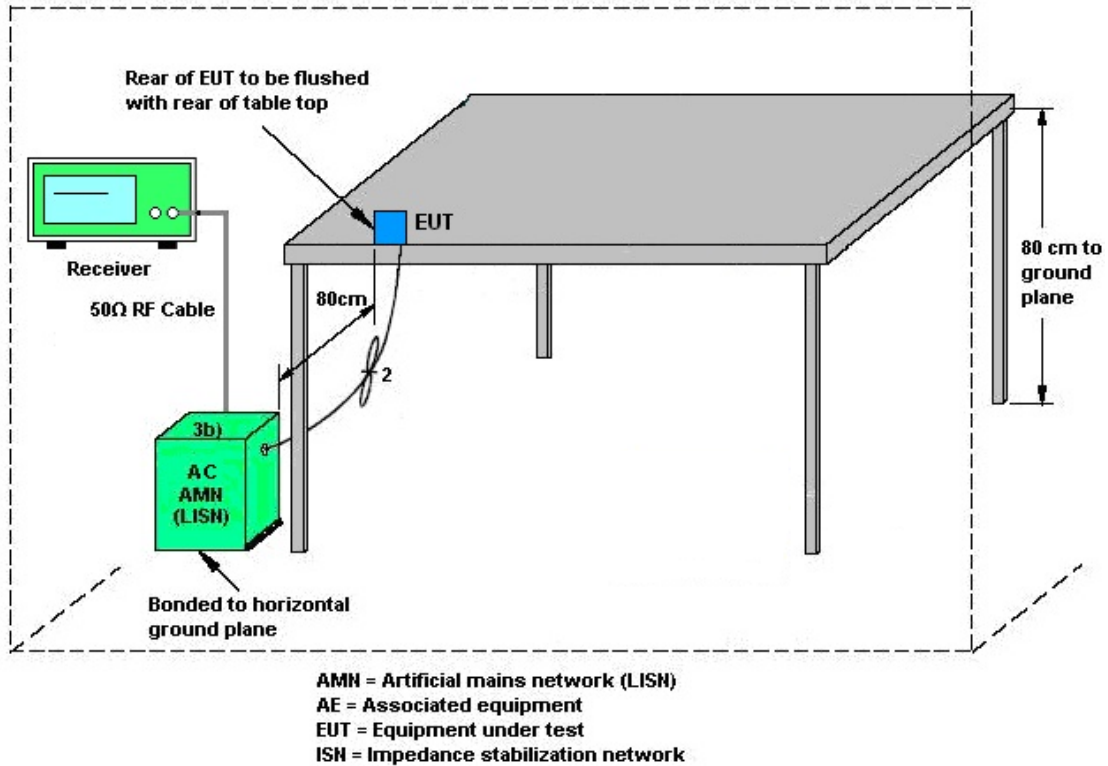 Rear of EUT to be flushed
with rear of table top
EUT
Receiver
50Ω RF Cable
80cm
80 cm to
ground
plane
2
3b)
AC
AMN
(LISN)
Bonded to horizontal
ground plane
AMN = Artificial mains network (LISN)
AE = Associated equipment
EUT = Equipment under test
ISN = Impedance stabilization network